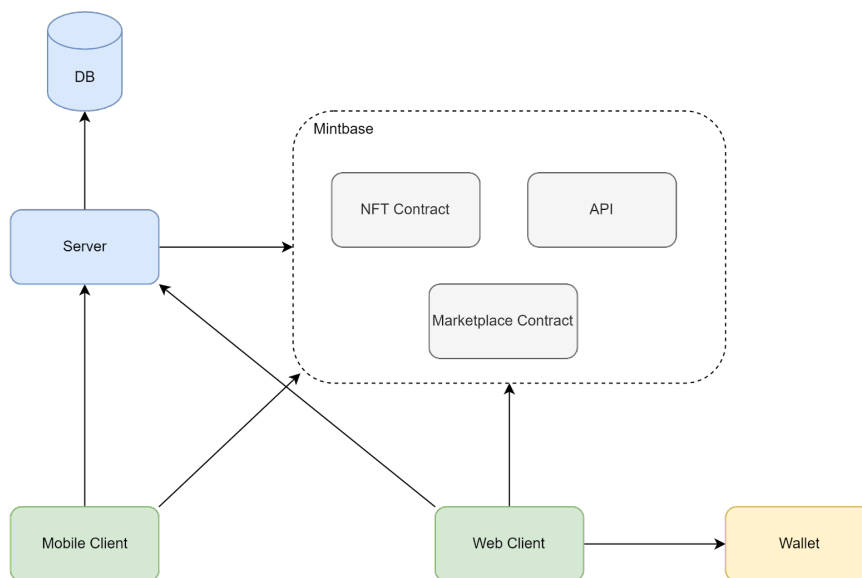 DB
Mintbase
NFT Contract
API
Server
Marketplace Contract
Mobile Client
Web Client
Wallet